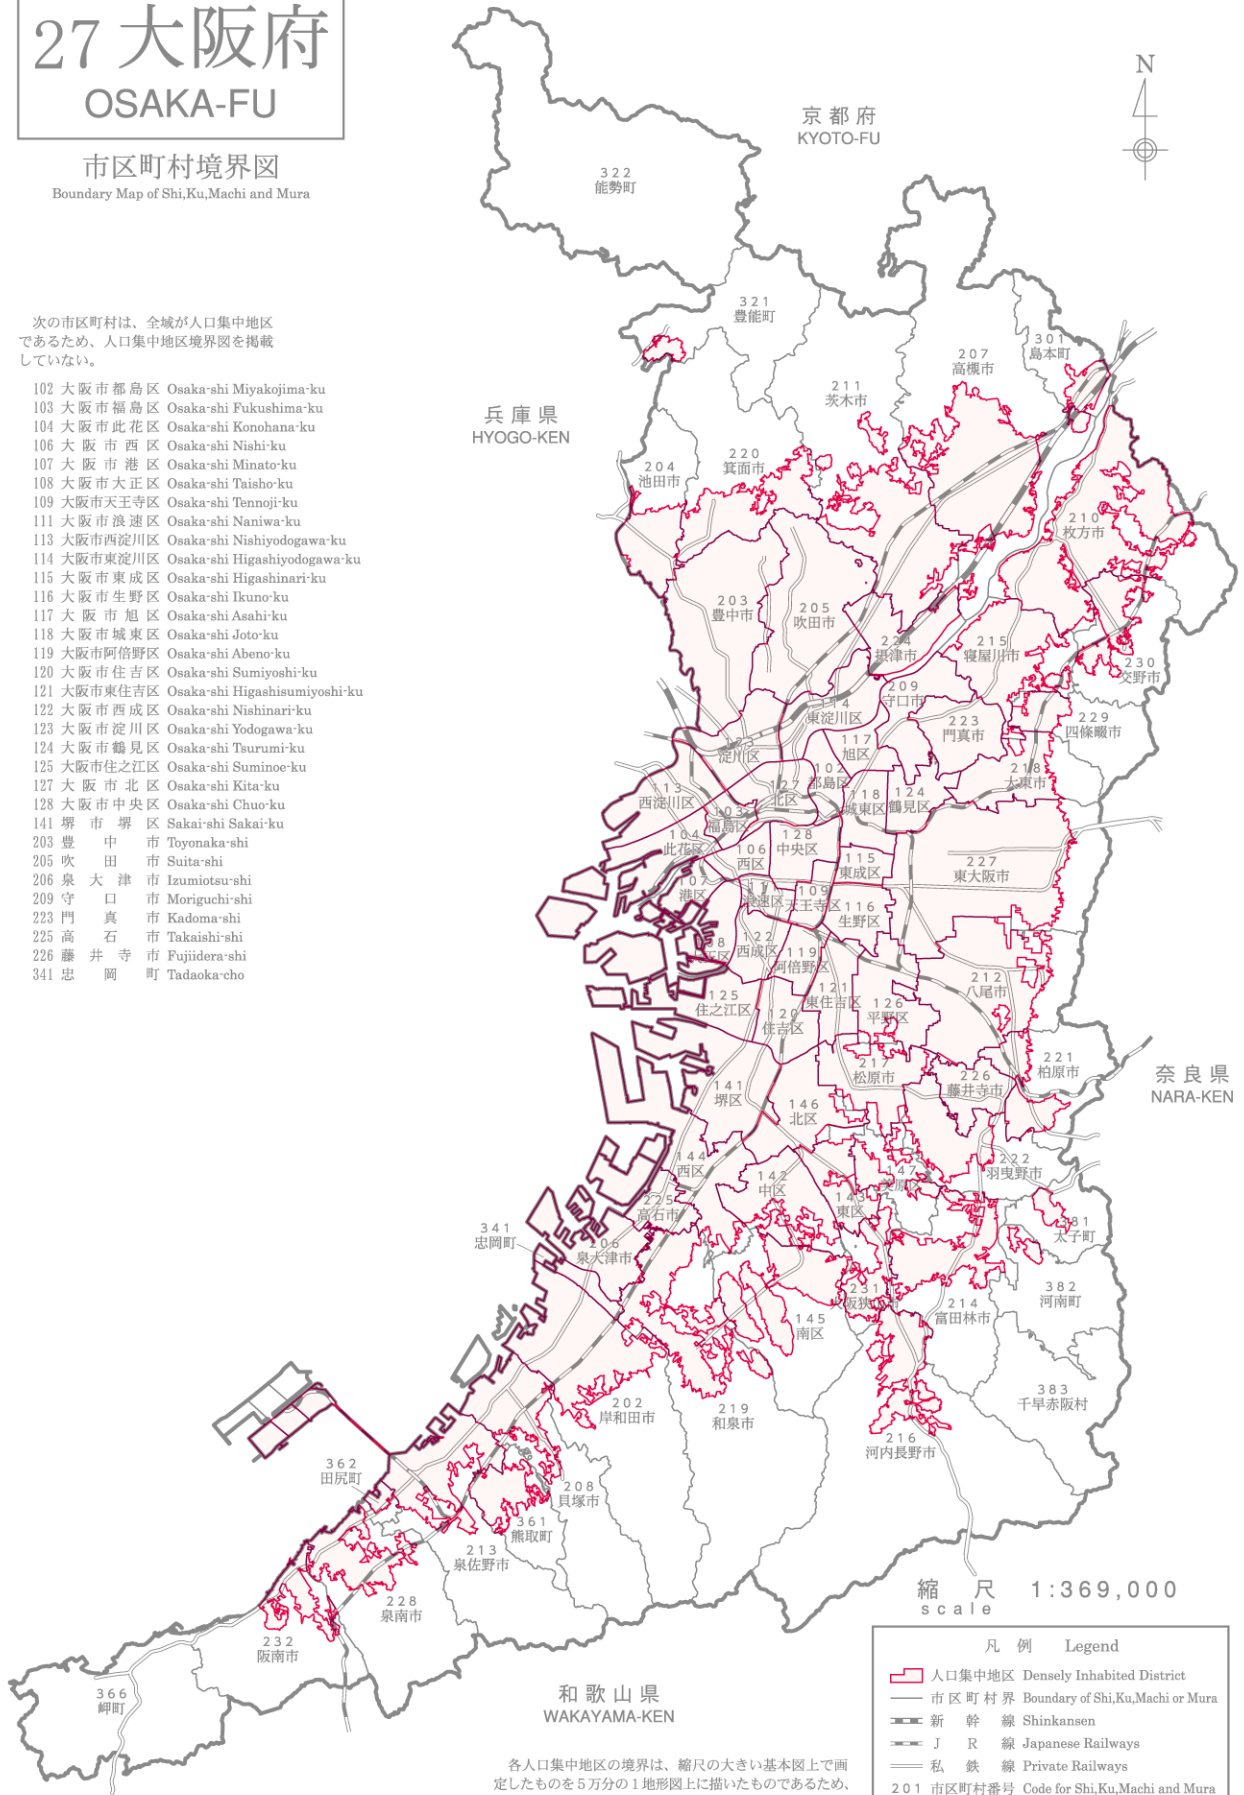 27 大阪府
OSAKA-FU
市区町村境界図
Boundary Map of Shi,Ku,Machi and Mura
次の市区町村は、全域が人口集中地区
であるため、人口集中地区境界図を掲載
していない。
102 大阪市都島区 Osaka-shi Miyakojima-ku
103 大阪市福島区 Osaka-shi Fukushima-ku
104 大阪市此花区 Osaka-shi Konohana-ku
106 大阪市西区 Osaka-shi Nishi-ku
107 大阪市港区 Osaka-shi Minato-ku
108 大阪市大正区 Osaka-shi Taisho-ku
109 大阪市天王寺区 Osaka-shi Tennoji-ku
111 大阪市浪速区 Osaka-shi Naniwa-ku
113 大阪市西淀川区 Osaka-shi Nishiyodogawa-ku
114 大阪市東淀川区 Osaka-shi Higashiyodogawa-ku
115 大阪市東成区 Osaka-shi Higashinari-ku
116 大阪市生野区 Osaka-shi Ikuno-ku
117 大阪市旭区 Osaka-shi Asahi-ku
118 大阪市城東区 Osaka-shi Joto-ku
119 大阪市阿倍野区 Osaka-shi Abeno-ku
120 大阪市住吉区 Osaka-shi Sumiyoshi-ku
121 大阪市東住吉区 Osaka-shi Higashisumiyoshi-ku
122 大阪市西成区 Osaka-shi Nishinari-ku
123 大阪市淀川区 Osaka-shi Yodogawa-ku
124 大阪市鶴見区 Osaka-shi Tsurumi-ku
125 大阪市住之江区 Osaka-shi Suminoe-ku
127 大阪市北区 Osaka-shi Kita-ku
128 大阪市中央区 Osaka-shi Chuo-ku
141 堺市堺区 Sakai-shi Sakai-ku
203 豊中市 Toyonaka-shi
205 吹田市 Suita-shi
206 泉大津市 Izumiotsu-shi
209 守口市 Moriguchi-shi
223 門真市 Kadoma-shi
225 高石市 Takaishi-shi
226 藤井寺市 Fujiidera-shi
341 忠岡町 Tadaoka-cho
N
京都府
KYOTO-FU
322
能勢町
321
豊能町
301
島本町
207
高槻市
211
茨木市
兵庫県
HYOGO-KEN
220
箕面市
204
池田市
210
枚方市
203
豊中市
205
吹田市
224
摂津市
215
寝屋川市
230
交野市
209
守口市
114
東淀川区
223
門真市
229
四條畷市
117
旭区
123
淀川区
102
都島区
218
大東市
127
北区
113
西淀川区
18
城東区
124
鶴見区
103
福島区
104
此花区
128
中央区
106
西区
115
東成区
227
東大阪市
107
港区
111
浪速区
109
天王寺区
116
生野区
122
西成区
119
阿倍野区
212
八尾市
125
住之江区
121
東住吉区
126
平野区
120
住吉区
221
柏原市
217
松原市
226
藤井寺市
奈良県
NARA-KEN
141
堺区
146
北区
144
西区
142
中区
147
美原区
222
羽曳野市
143
東区
225
高石市
381
太子町
341
忠岡町
206
泉大津市
382
河南町
231
214
富田林市
145
南区
383
千早赤阪村
202
岸和田市
219
和泉市
216
河内長野市
362
田尻町
208
貝塚市
361
熊取町
213
泉佐野市
228
泉南市
232
阪南市
366
岬町
和歌山県
WAKAYAMA-KEN
縮尺 1:369,000
scale
凡例 Legend
人口集中地区 Densely Inhabited District
市区町村界 Boundary of Shi,Ku,Machi or Mura
新幹線 Shinkansen
JR線 Japanese Railways
私鉄線 Private Railways
201 市区町村番号 Code for Shi,Ku,Machi and Mura
各人口集中地区の境界は、縮尺の大きい基本図上で画
定したものを5万分の1地形図上に描いたものであるため、